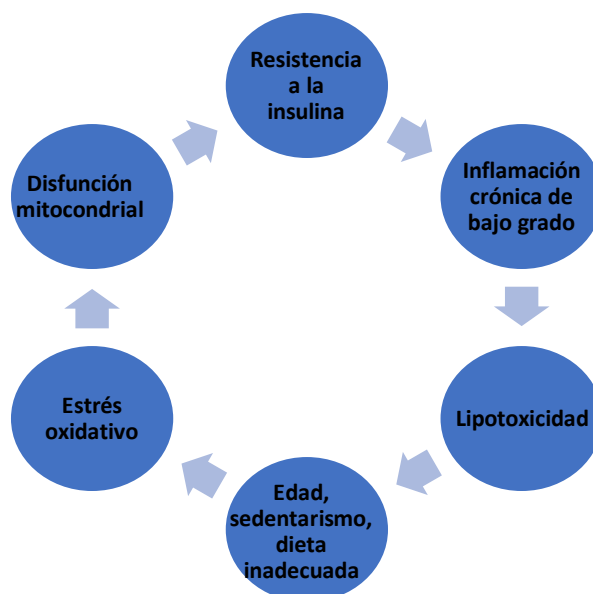 Resistencia
a la
insulina
Inflamación
crónica de
bajo grado
Lipotoxicidad
Edad,
sedentarismo,
dieta
inadecuada
Estrés
oxidativo
Disfunción
mitocondrial